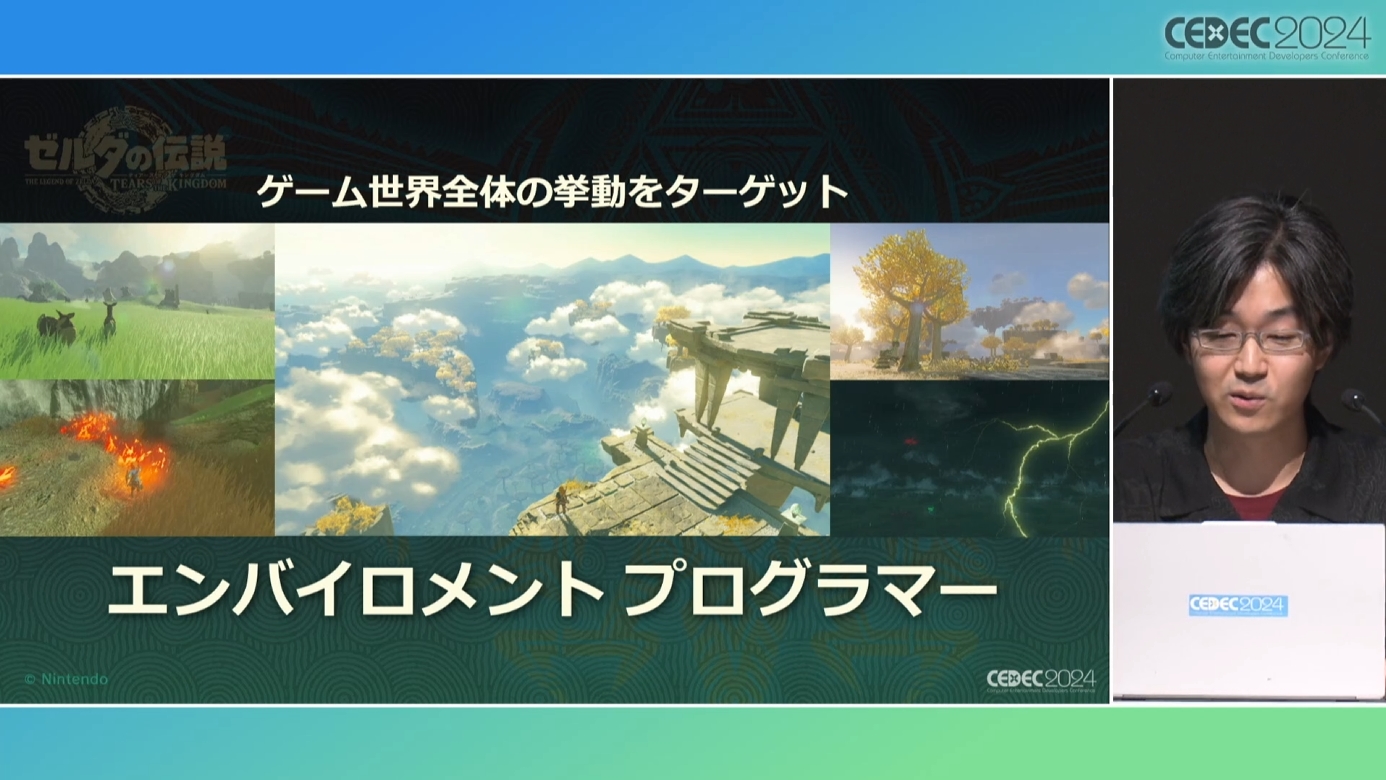 CEDEC2024
Computer Entertainment Developers Conference
ゼルダの伝説
THE LEGEND OF ZELDA
TEARS OF THE KINGDOM
ゲーム世界全体の挙動をターゲット
エンバイロメント プログラマー
© Nintendo
CEDEC2024
Computer Entertainment Developers Conference
CEDEC2024